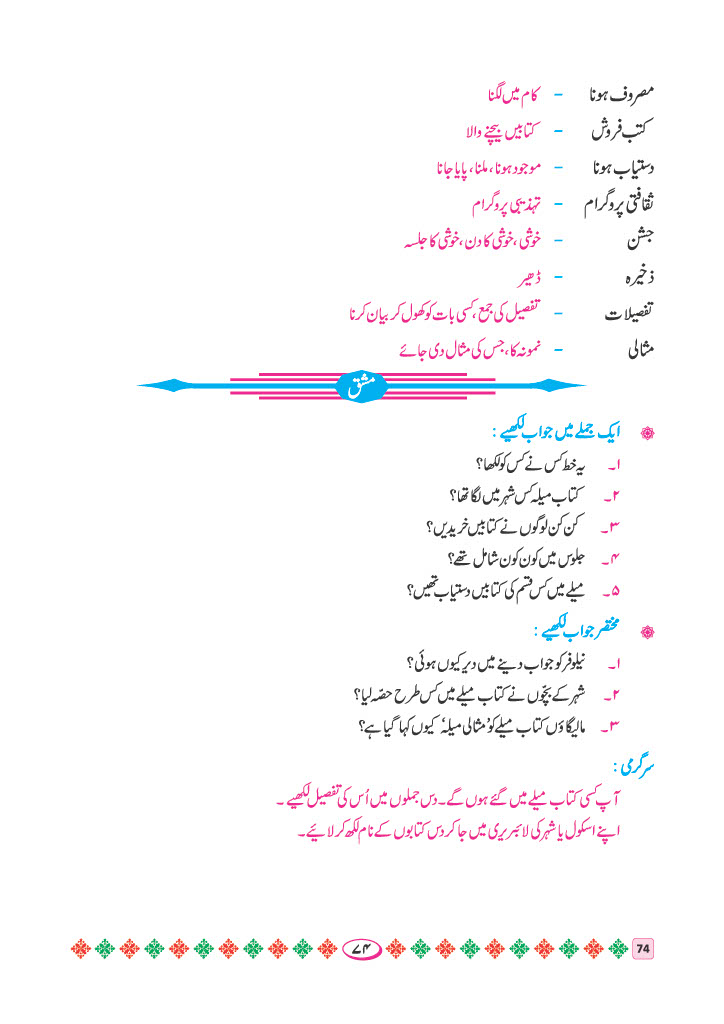 مصروف ہونا – کام میں لگنا
کتب فروش – کتابیں بیچنے والا
دستیاب ہونا – موجود ہونا، ملنا، پایا جانا
ثقافتی پروگرام – تہذیبی پروگرام
جشن – خوشی، خوشی کا دن، خوشی کا جلسہ
ذخیرہ – ڈھیر
تفصیلات – تفصیل کی جمع، کسی بات کو کھول کر بیان کرنا
مثالی – نمونہ کا، جس کی مثال دی جائے
مشق
ایک جملے میں جواب لکھیے :
۱۔ یہ خط کس نے کس کو لکھا؟
۲۔ کتاب میلہ کس شہر میں لگا تھا؟
۳۔ کن کن لوگوں نے کتابیں خریدیں؟
۴۔ جلوس میں کون کون شامل تھے؟
۵۔ میلے میں کس قسم کی کتابیں دستیاب تھیں؟
مختصر جواب لکھیے :
۱۔ نیلوفر کو جواب دینے میں دیر کیوں ہوئی؟
۲۔ شہر کے بچّوں نے کتاب میلے میں کس طرح حصّہ لیا؟
۳۔ مالیگاؤں کتاب میلے کو ’مثالی میلہ‘ کیوں کہا گیا ہے؟
سرگرمی :
آپ کسی کتاب میلے میں گئے ہوں گے۔ دس جملوں میں اُس کی تفصیل لکھیے۔
اپنے اسکول یا شہر کی لائبریری میں جا کر دس کتابوں کے نام لکھ کر لائیے۔
۷۴
74